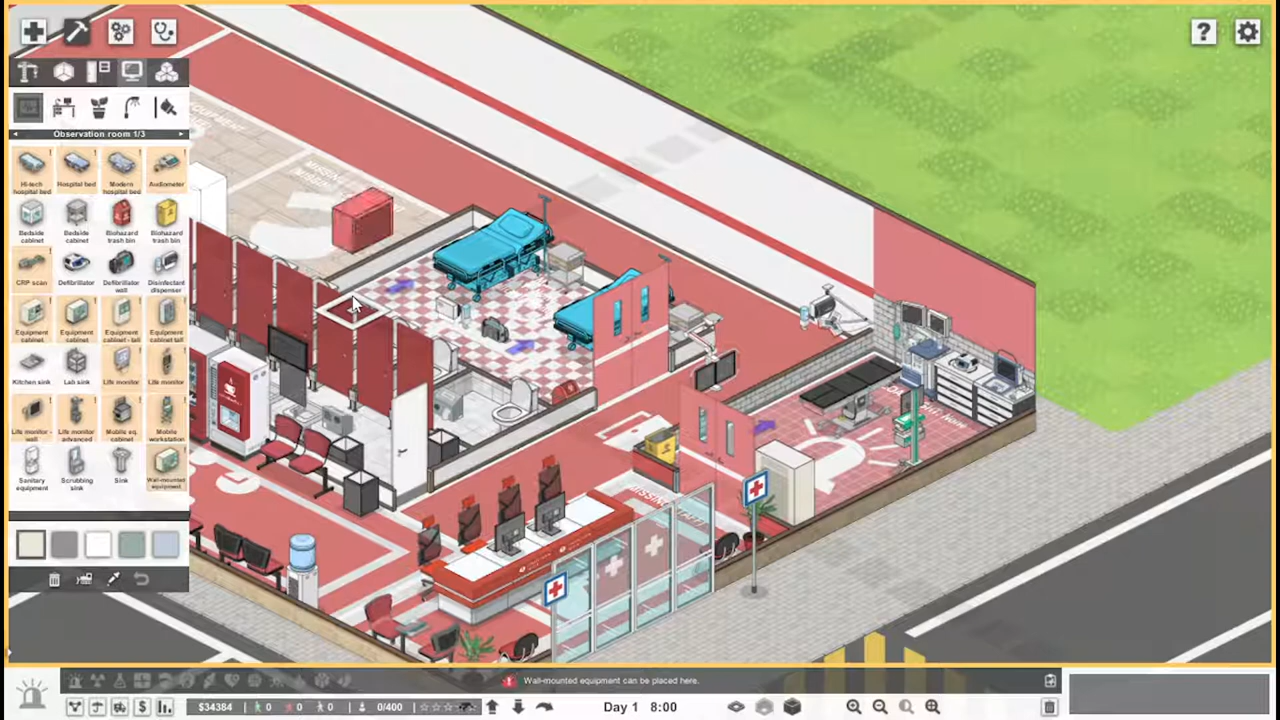 Observation room 1/3
Hi-tech hospital bed
Hospital bed
Modern hospital bed
Audiometer
Bedside cabinet
Bedside cabinet
Biohazard trash bin
Biohazard trash bin
CRP scan
Defibrillator
Defibrillator wall
Disinfectant dispenser
Equipment cabinet
Equipment cabinet
Equipment cabinet - tall
Equipment cabinet tall
Kitchen sink
Lab sink
Life monitor
Life monitor
Life monitor - wall
Life monitor advanced
Mobile eq. cabinet
Mobile workstation
Sanitary equipment
Scrubbing sink
Sink
Wall-mounted equipment
MISSING
Wall-mounted equipment can be placed here.
$34384
0
0
0
0/400
Day 1 8:00